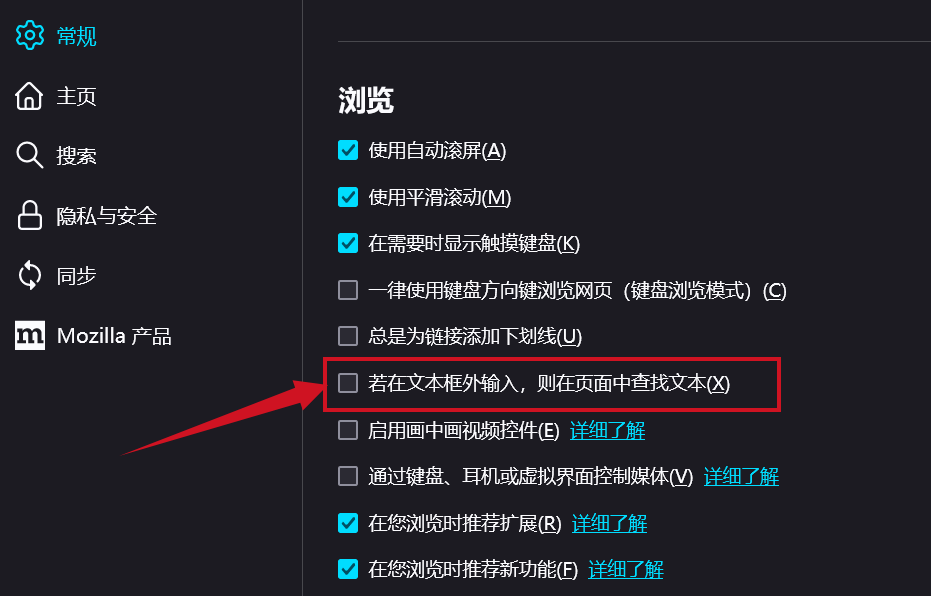 常规
主页
搜索
隐私与安全
同步
m Mozilla 产品
浏览
使用自动滚屏(A)
使用平滑滚动(M)
在需要时显示触摸键盘(K)
一律使用键盘方向键浏览网页（键盘浏览模式）(C)
总是为链接添加下划线(U)
若在文本框外输入，则在页面中查找文本(X)
启用画中画视频控件(E) 详细了解
通过键盘、耳机或虚拟界面控制媒体(V) 详细了解
在您浏览时推荐扩展(R) 详细了解
在您浏览时推荐新功能(F) 详细了解